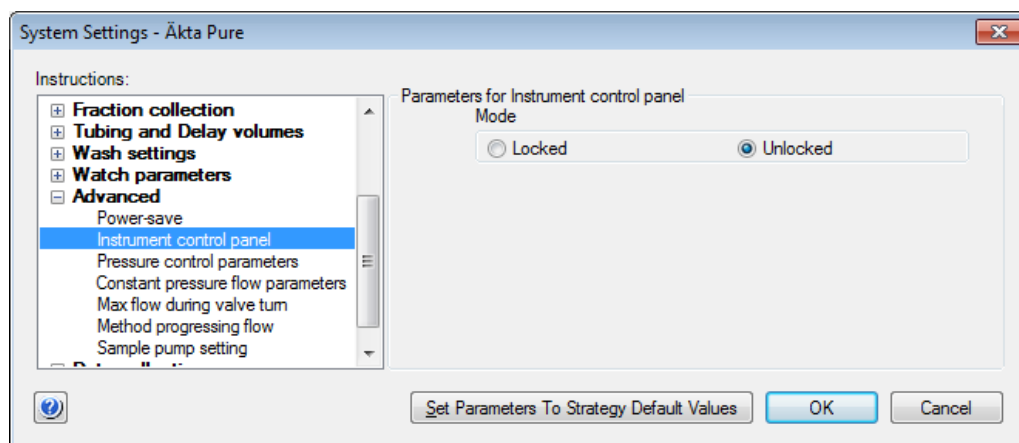 System Settings - Äkta Pure
Instructions:
Fraction collection
Tubing and Delay volumes
Wash settings
Watch parameters
Advanced
Power-save
Instrument control panel
Pressure control parameters
Constant pressure flow parameters
Max flow during valve turn
Method progressing flow
Sample pump setting
Parameters for Instrument control panel
Mode
Locked Unlocked
Set Parameters To Strategy Default Values OK Cancel